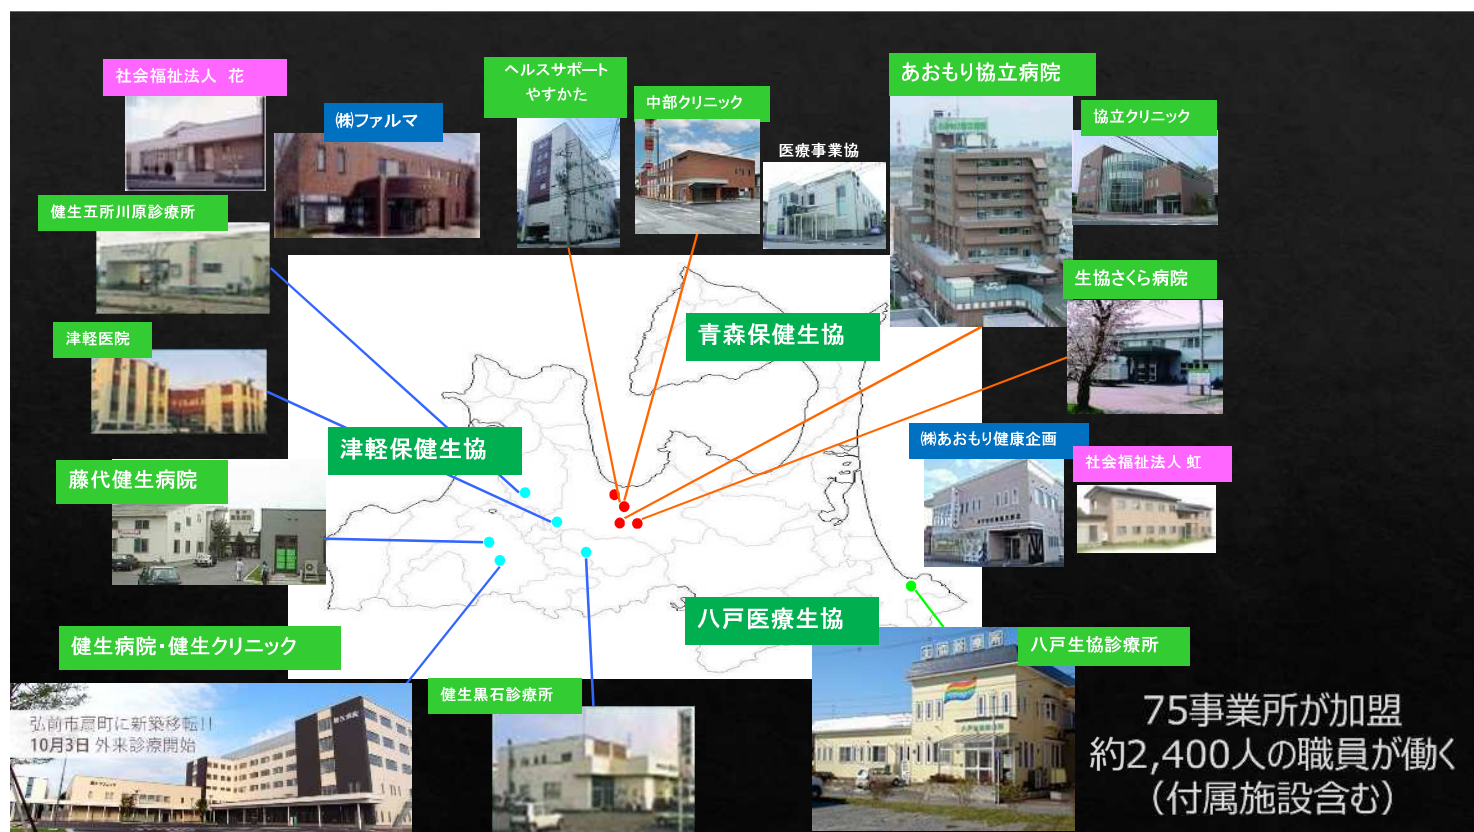 社会福祉法人 花
㈱ファルマ
ヘルスサポート
やすかた
中部クリニック
医療事業協
あおもり協立病院
協立クリニック
健生五所川原診療所
生協さくら病院
青森保健生協
津軽医院
津軽保健生協
㈱あおもり健康企画
社会福祉法人 虹
藤代健生病院
八戸医療生協
健生病院・健生クリニック
八戸生協診療所
健生黒石診療所
弘前市扇町に新築移転!!
10月3日 外来診療開始
75事業所が加盟
約2,400人の職員が働く
（付属施設含む）